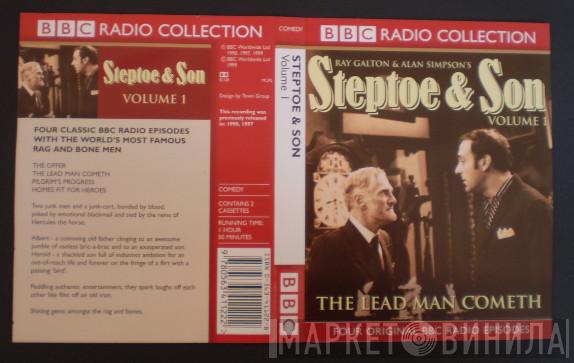 BBC RADIO COLLECTION
Steptoe & Son
VOLUME 1
FOUR CLASSIC BBC RADIO EPISODES
WITH THE WORLD'S MOST FAMOUS
RAG AND BONE MEN
THE OFFER
THE LEAD MAN COMETH
PILGRIM'S PROGRESS
HOMES FIT FOR HEROES
Two junk men and a junk-cart, bonded by blood,
yoked by emotional blackmail and tied by the reins of
Hercules the horse.
Albert - a conniving old father clinging to an awesome
jumble of useless bric-a-brac and to an exasperated son.
Harold - a shackled son full of indistinct ambition for an
out-of-reach life and forever on the fringe of a flirt with a
passing 'bird'.
Peddling authentic entertainment, they spark laughs off each
other like flint off an old iron.
Shining gems amongst the rag and bones.
COMEDY
© BBC Worldwide Ltd
1990, 1997, 1999
℗ BBC Worldwide Ltd
1999
Design by Town Group
This recording was
previously released
in: 1990, 1997
COMEDY
CONTAINS 2
CASSETTES
RUNNING TIME:
1 HOUR
50 MINUTES
COMEDY
STEPTOE & SON
Volume 1
BBC
BBC RADIO COLLECTION
RAY GALTON & ALAN SIMPSON'S
Steptoe & Son
VOLUME 1
THE LEAD MAN COMETH
FOUR ORIGINAL BBC RADIO EPISODES
МАРКЕТ ВИНИЛА